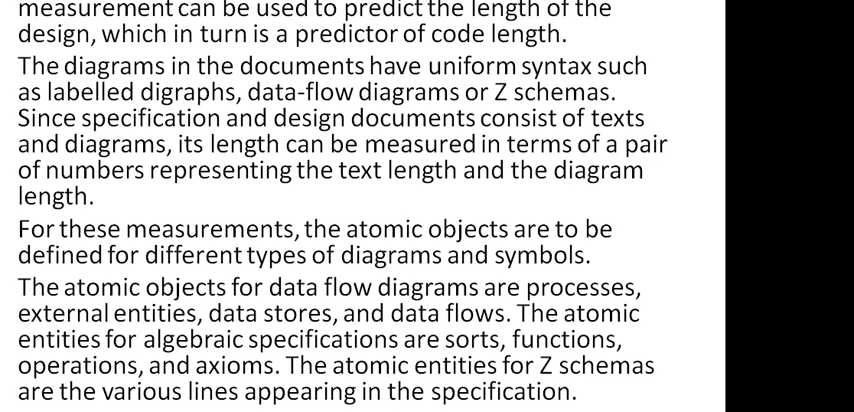 measurement can be used to predict the length of the
design, which in turn is a predictor of code length.
The diagrams in the documents have uniform syntax such
as labelled digraphs, data-flow diagrams or Z schemas.
Since specification and design documents consist of texts
and diagrams, its length can be measured in terms of a pair
of numbers representing the text length and the diagram
length.
For these measurements, the atomic objects are to be
defined for different types of diagrams and symbols.
The atomic objects for data flow diagrams are processes,
external entities, data stores, and data flows. The atomic
entities for algebraic specifications are sorts, functions,
operations, and axioms. The atomic entities for Z schemas
are the various lines appearing in the specification.